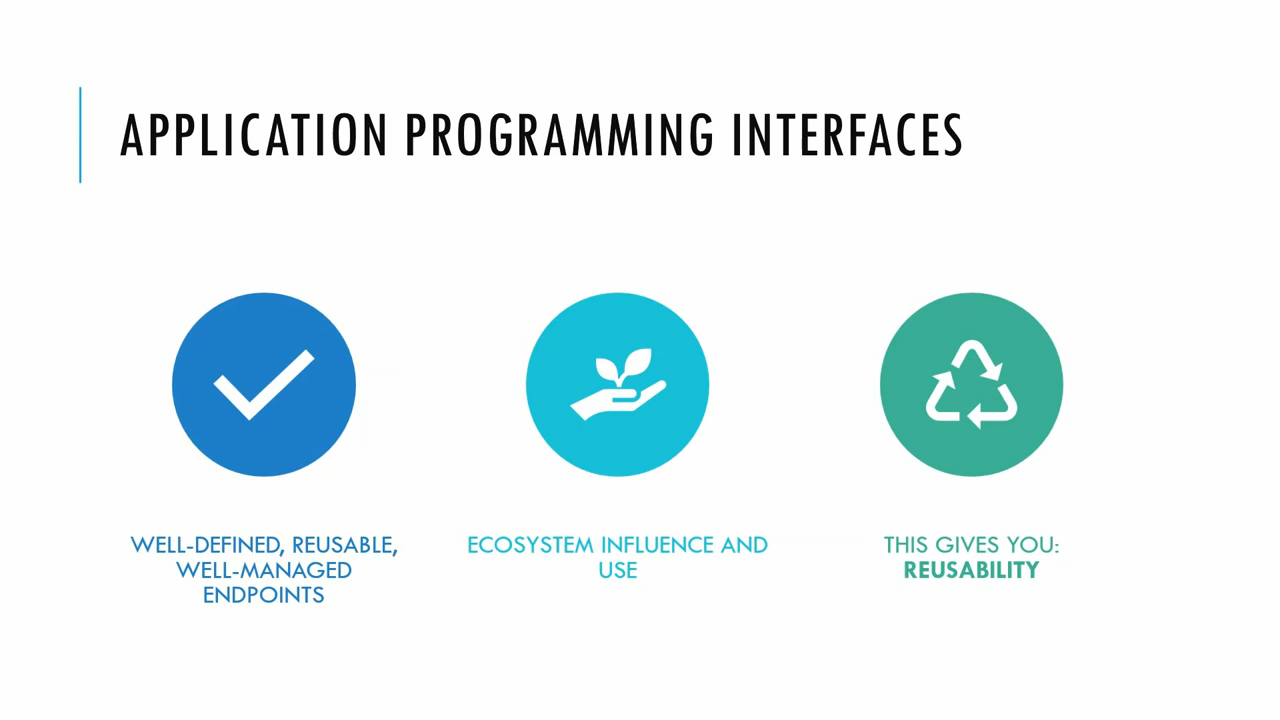 APPLICATION PROGRAMMING INTERFACES
WELL-DEFINED, REUSABLE,
WELL-MANAGED
ENDPOINTS
ECOSYSTEM INFLUENCE AND
USE
THIS GIVES YOU:
REUSABILITY